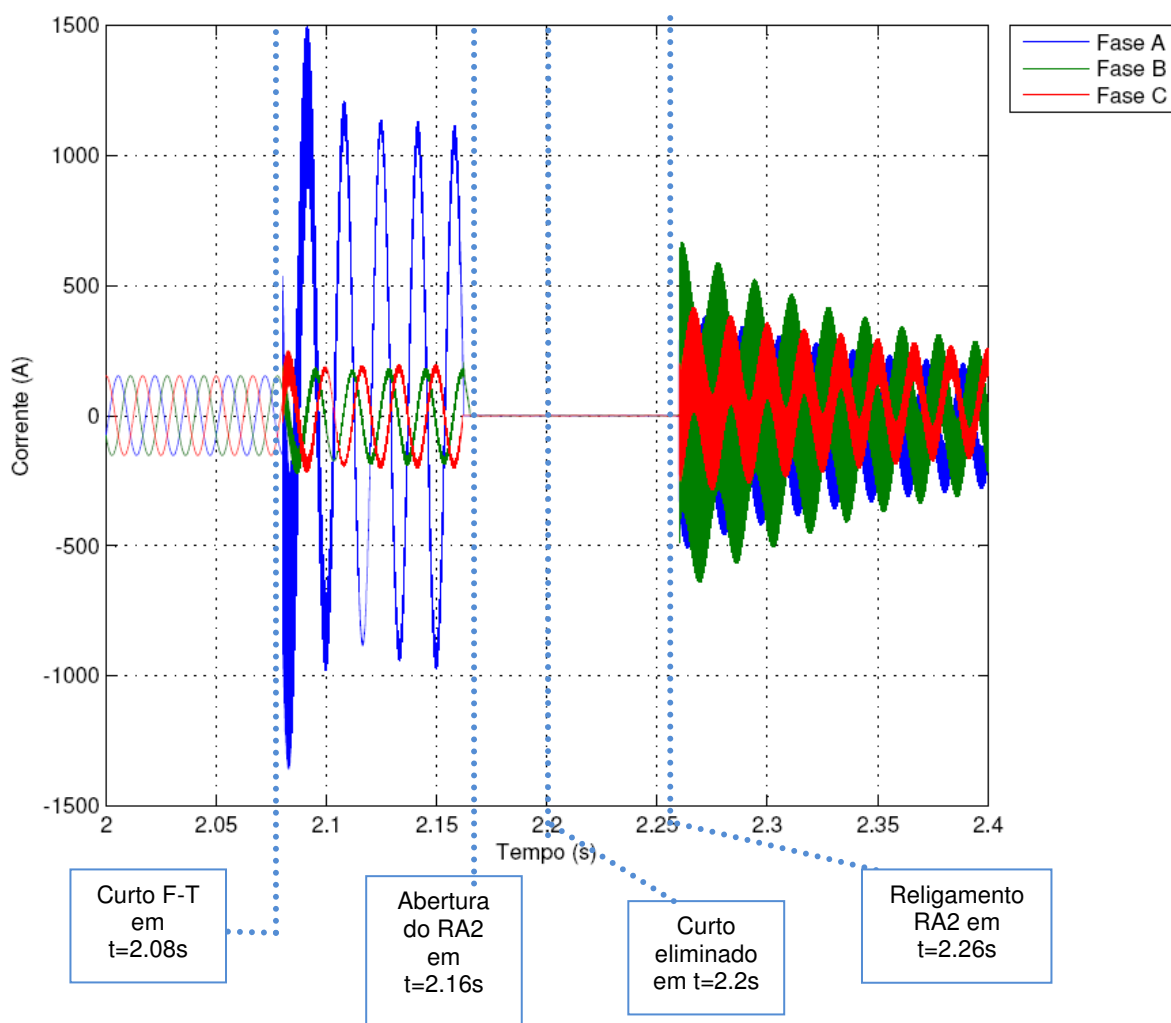 1500
1000
500
0
-500
-1000
-1500
Corrente (A)
2
2.05
2.1
2.15
2.2
2.25
2.3
2.35
2.4
Tempo (s)
Fase A
Fase B
Fase C
Curto F-T
em
t=2.08s
Abertura
do RA2
em
t=2.16s
Curto
eliminado
em t=2.2s
Religamento
RA2 em
t=2.26s